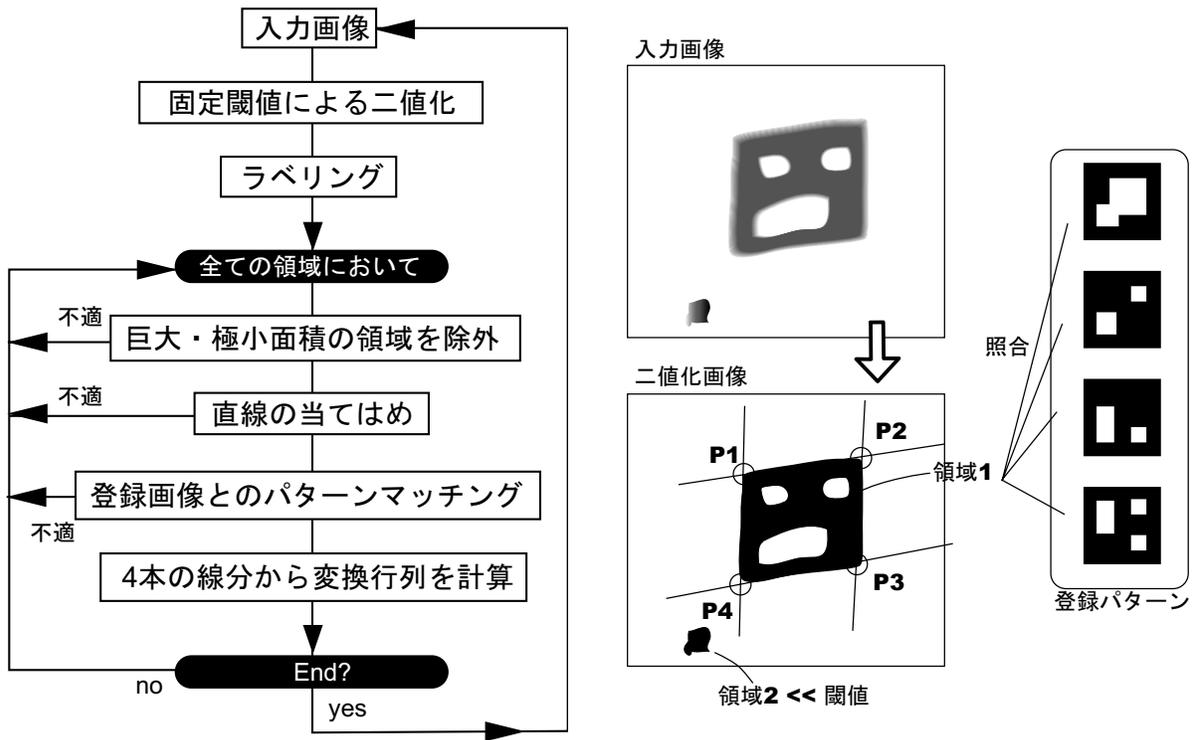 入力画像
固定閾値による二値化
ラベリング
全ての領域において
不適
巨大・極小面積の領域を除外
不適
直線の当てはめ
登録画像とのパターンマッチング
不適
4本の線分から変換行列を計算
End?
no
yes
入力画像
二値化画像
P1
P2
領域1
P3
P4
領域2 << 閾値
照合
登録パターン